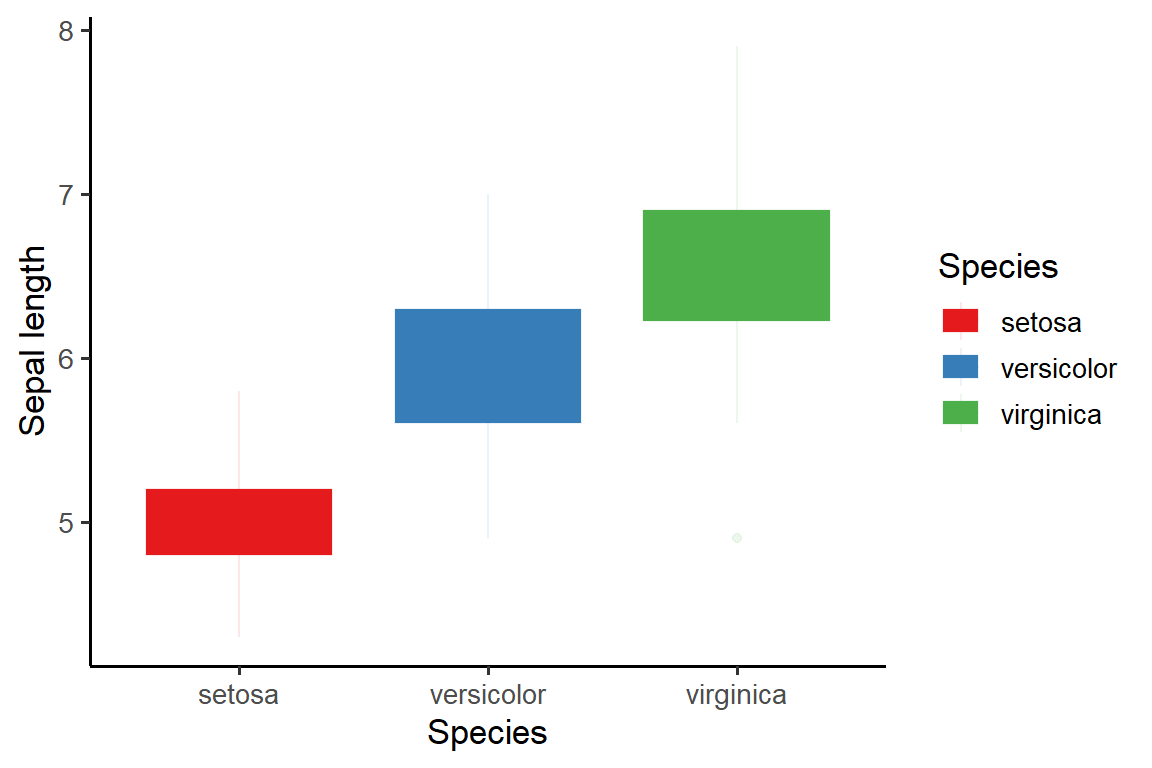 8
7
6
5
Sepal length
setosa
versicolor
virginica
Species
Species
setosa
versicolor
virginica